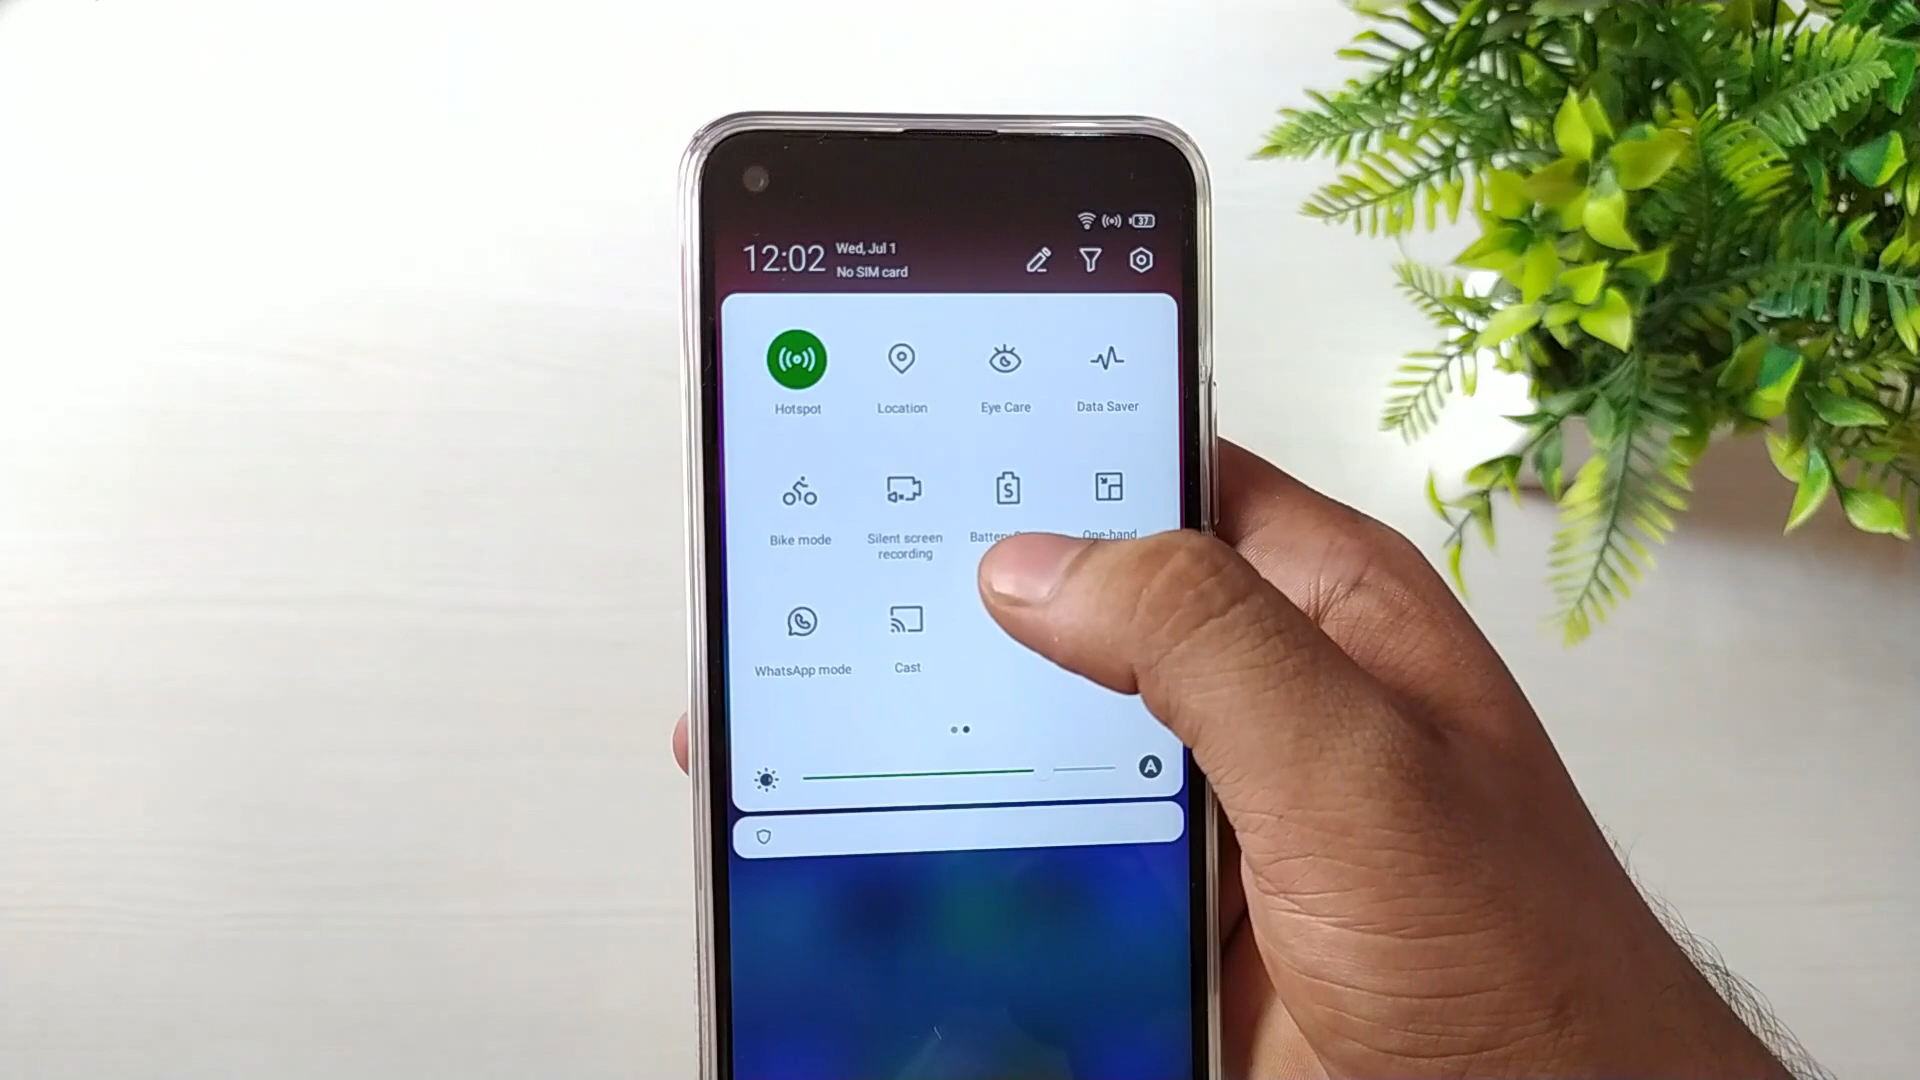 37
12:02
Wed, Jul 1
No SIM card
Hotspot
Location
Eye Care
Data Saver
Bike mode
Silent screen
recording
One-hand
S
WhatsApp mode
Cast
A